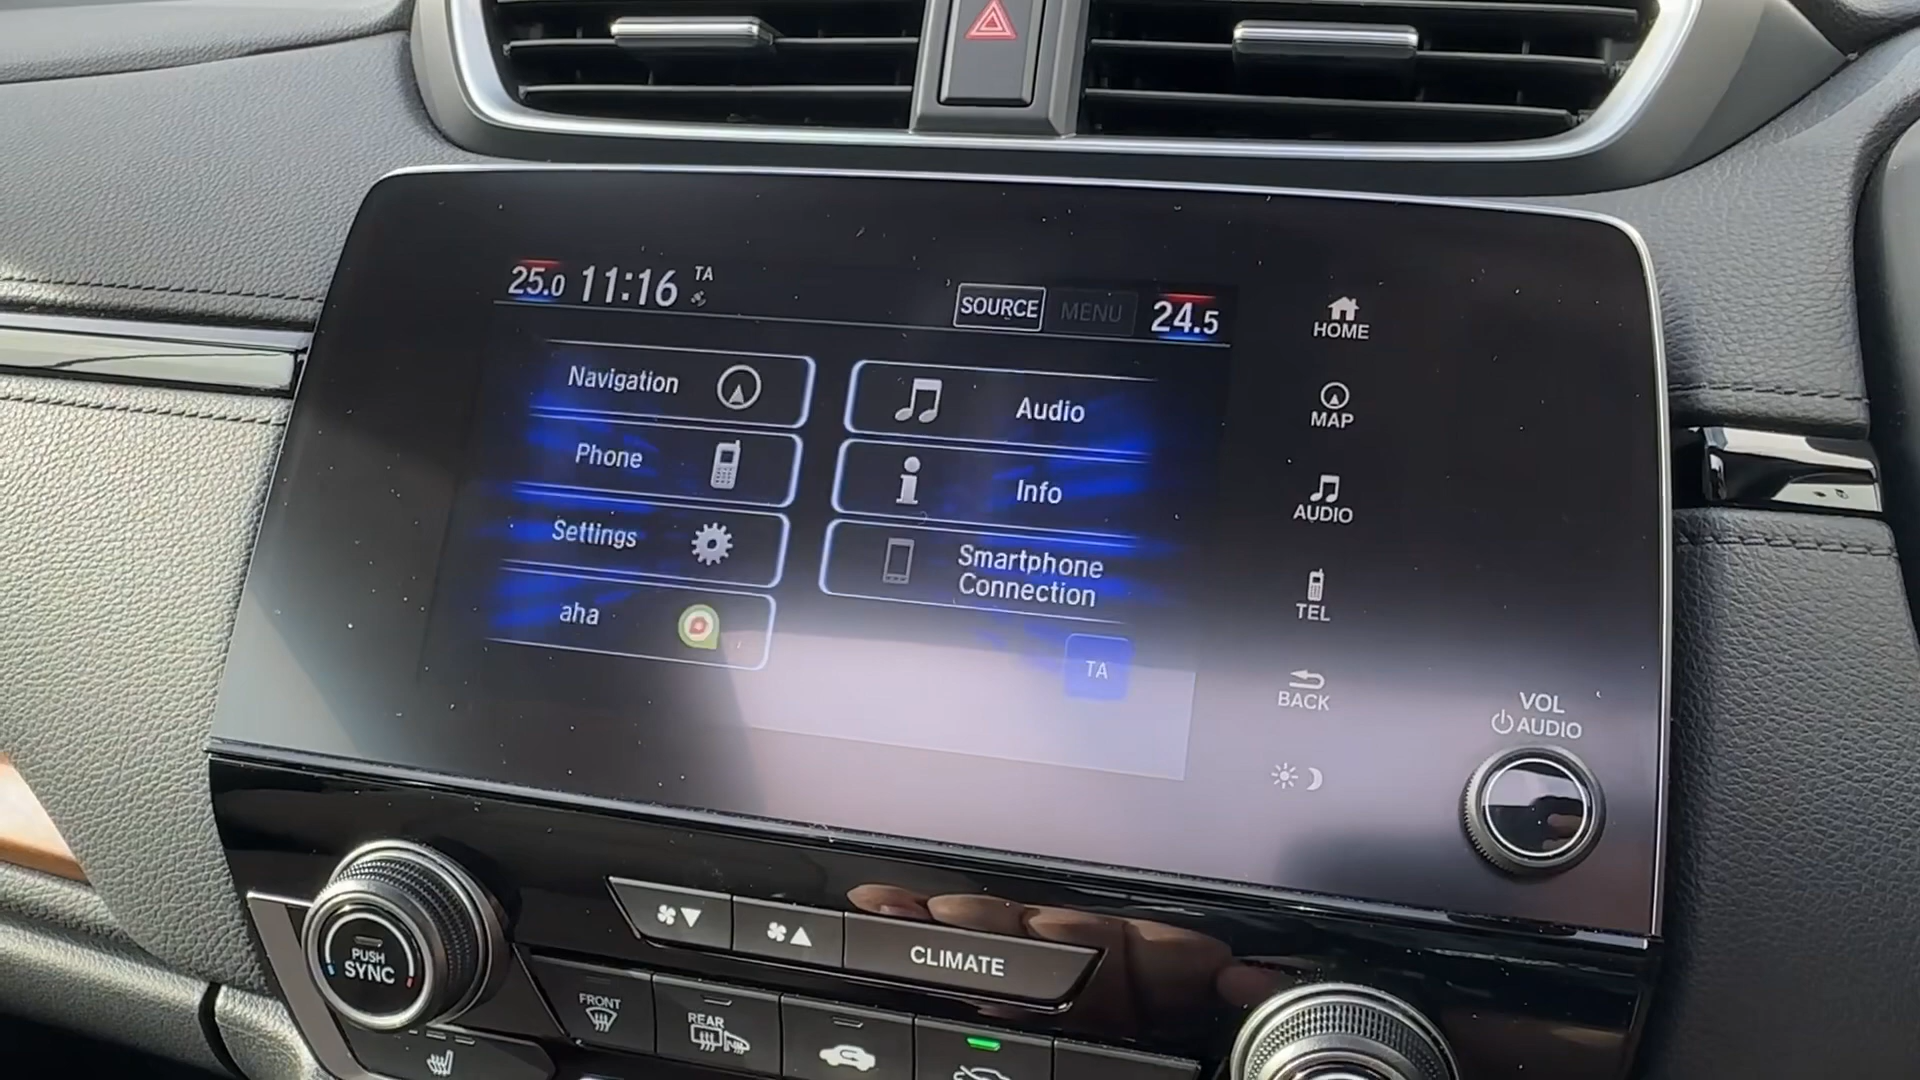 25.0 11:16 TA
SOURCE MENU 24.5
Navigation
Audio
Phone
Info
Settings
Smartphone
Connection
aha
TA
HOME
MAP
AUDIO
TEL
BACK
VOL
AUDIO
PUSH
SYNC
CLIMATE
FRONT
REAR